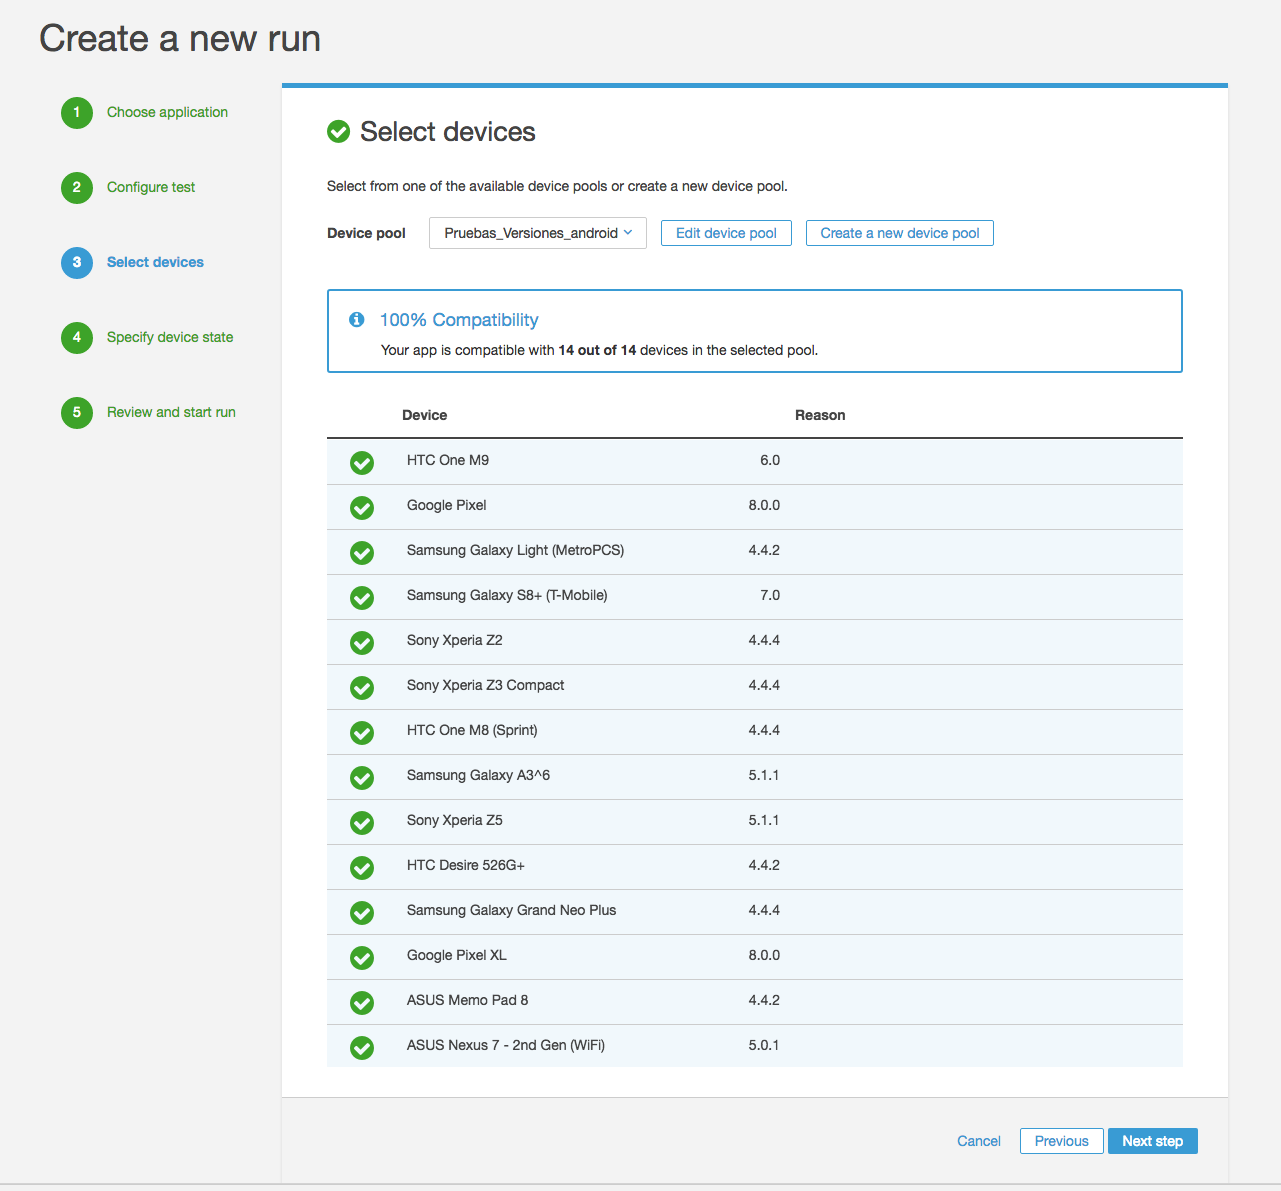 Create a new run
1 Choose application
2 Configure test
3 Select devices
4 Specify device state
5 Review and start run
Select devices
Select from one of the available device pools or create a new device pool.
Device pool Pruebas_Versiones_android Edit device pool Create a new device pool
100% Compatibility
Your app is compatible with 14 out of 14 devices in the selected pool.
Device Reason
HTC One M9 6.0
Google Pixel 8.0.0
Samsung Galaxy Light (MetroPCS) 4.4.2
Samsung Galaxy S8+ (T-Mobile) 7.0
Sony Xperia Z2 4.4.4
Sony Xperia Z3 Compact 4.4.4
HTC One M8 (Sprint) 4.4.4
Samsung Galaxy A3^6 5.1.1
Sony Xperia Z5 5.1.1
HTC Desire 526G+ 4.4.2
Samsung Galaxy Grand Neo Plus 4.4.4
Google Pixel XL 8.0.0
ASUS Memo Pad 8 4.4.2
ASUS Nexus 7 - 2nd Gen (WiFi) 5.0.1
Cancel Previous Next step